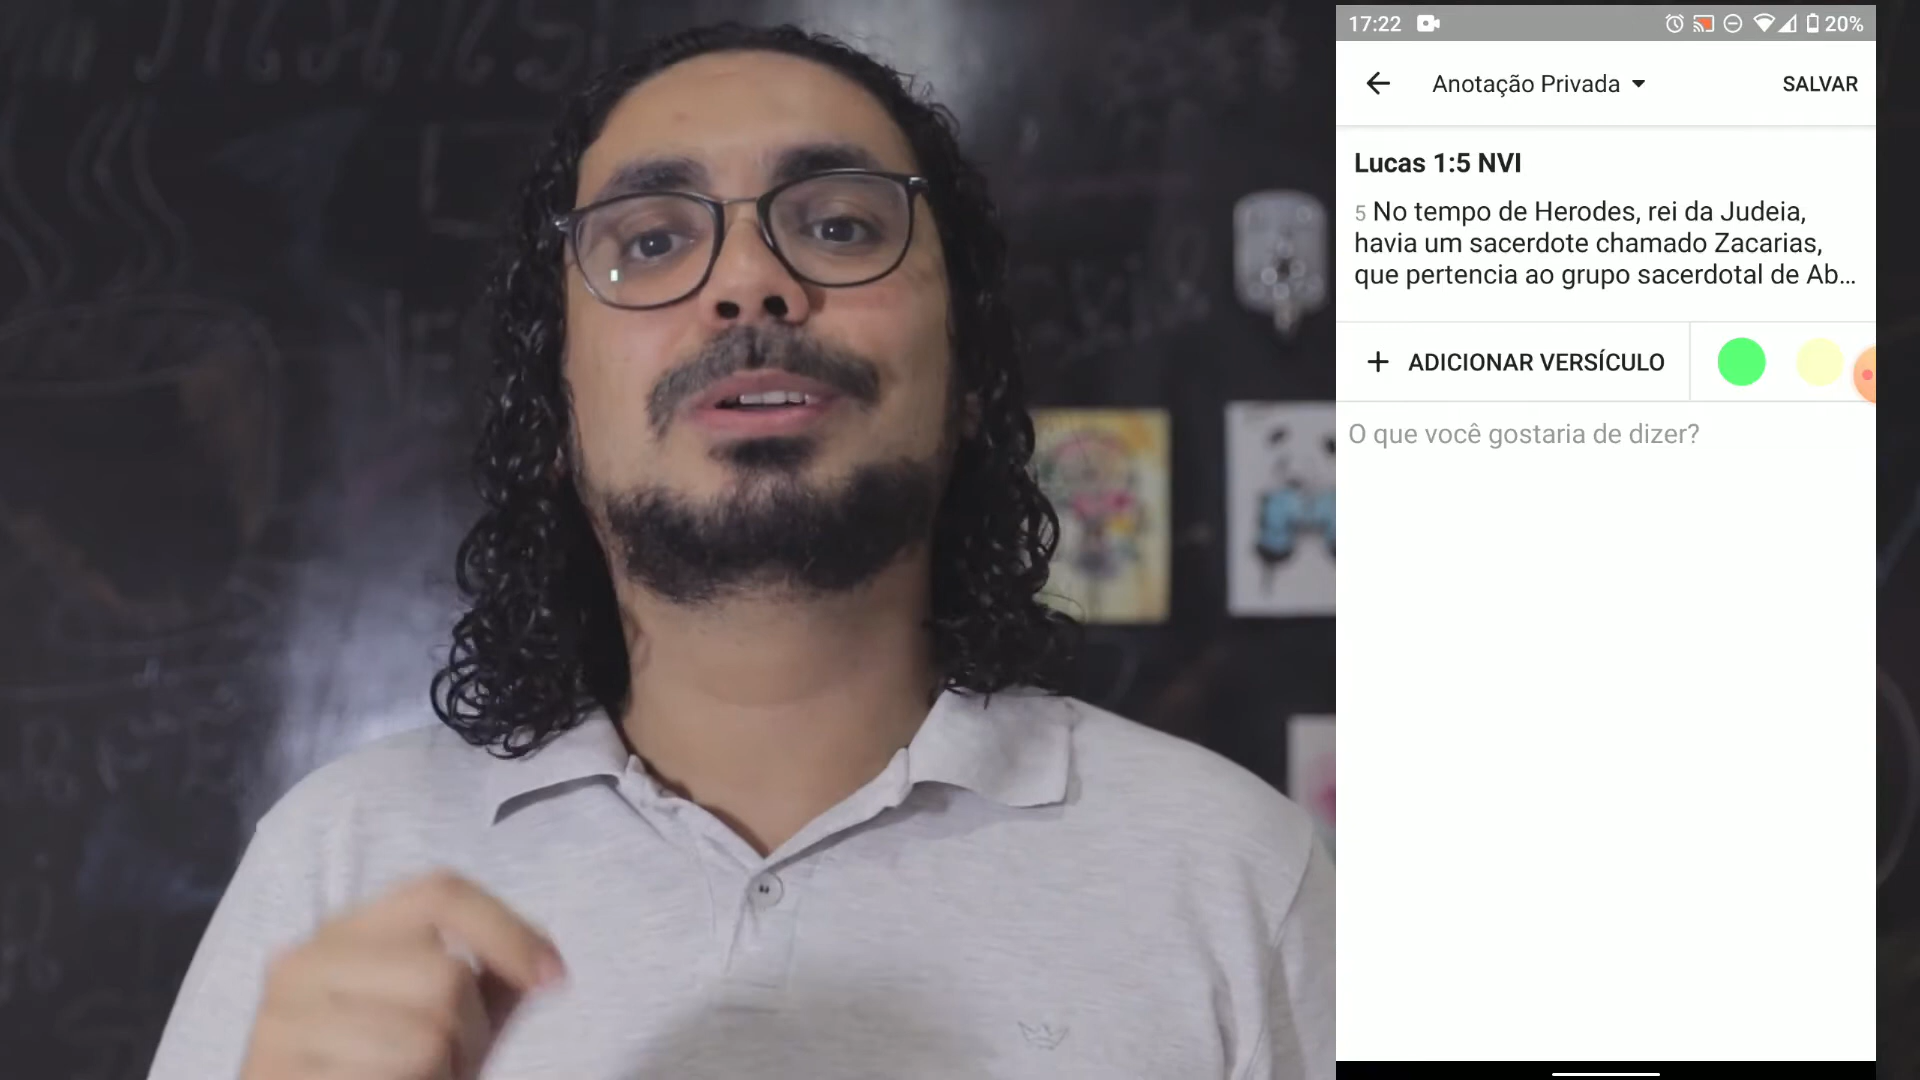 17:22
20%
Anotação Privada
SALVAR
Lucas 1:5 NVI
5 No tempo de Herodes, rei da Judeia,
havia um sacerdote chamado Zacarias,
que pertencia ao grupo sacerdotal de Ab...
+ ADICIONAR VERSÍCULO
O que você gostaria de dizer?